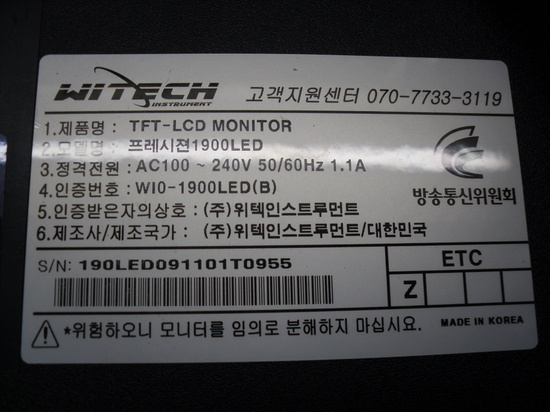 WITECH
INSTRUMENT
고객지원센터 070-7733-3119
1.제품명 : TFT-LCD MONITOR
2.모델명 : 프레시젼1900LED
3.정격전원 : AC100 ~ 240V 50/60Hz 1.1A
4.인증번호 : WI0-1900LED(B)
5.인증받은자의상호 : (주)위텍인스트루먼트
6.제조사/제조국가 : (주)위텍인스트루먼트/대한민국
방송통신위원회
S/N: 190LED091101T0955
ETC
Z
*위험하오니 모니터를 임의로 분해하지 마십시요.
MADE IN KOREA